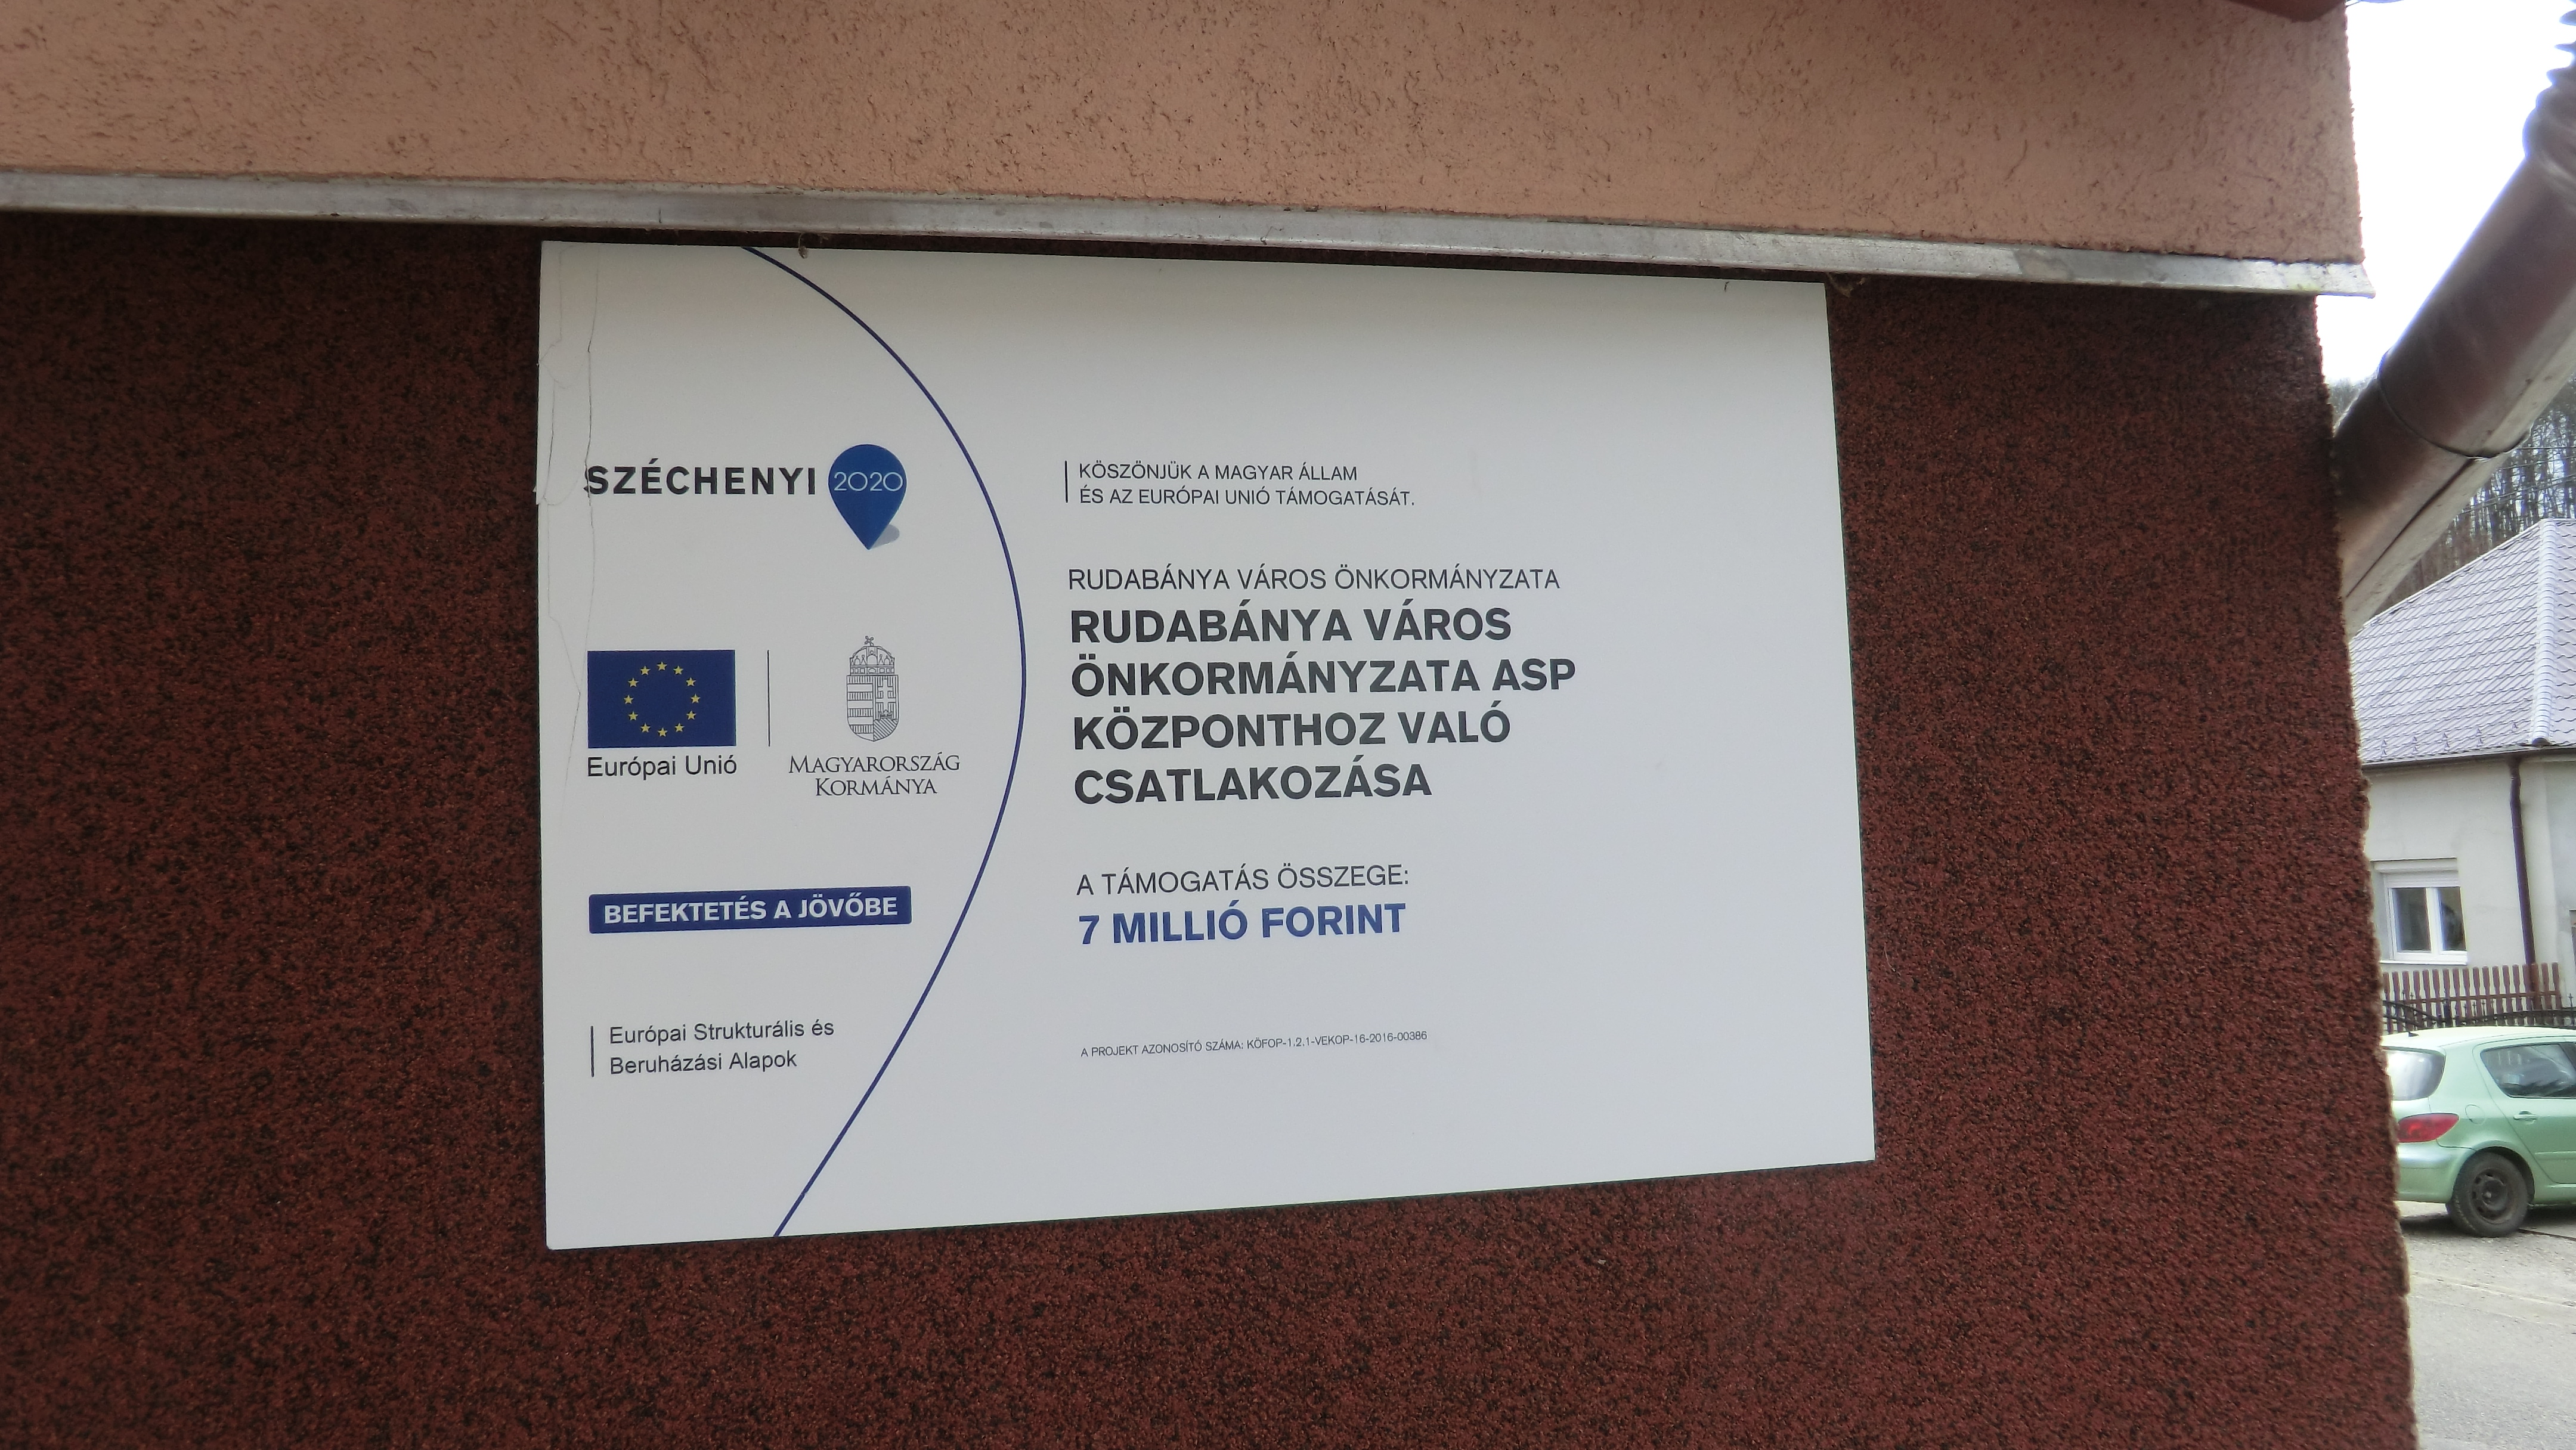 SZÉCHENYI 2020
Európai Unió
MAGYARORSZÁG
KORMÁNYA
BEFEKTETÉS A JÖVŐBE
Európai Strukturális és
Beruházási Alapok
KÖSZÖNJÜK A MAGYAR ÁLLAM
ÉS AZ EURÓPAI UNIÓ TÁMOGATÁSÁT.
RUDABÁNYA VÁROS ÖNKORMÁNYZATA
RUDABÁNYA VÁROS
ÖNKORMÁNYZATA ASP
KÖZPONTHOZ VALÓ
CSATLAKOZÁSA
A TÁMOGATÁS ÖSSZEGE:
7 MILLIÓ FORINT
A PROJEKT AZONOSÍTÓ SZÁMA: KÖFOP-1.2.1-VEKOP-16-2016-00386